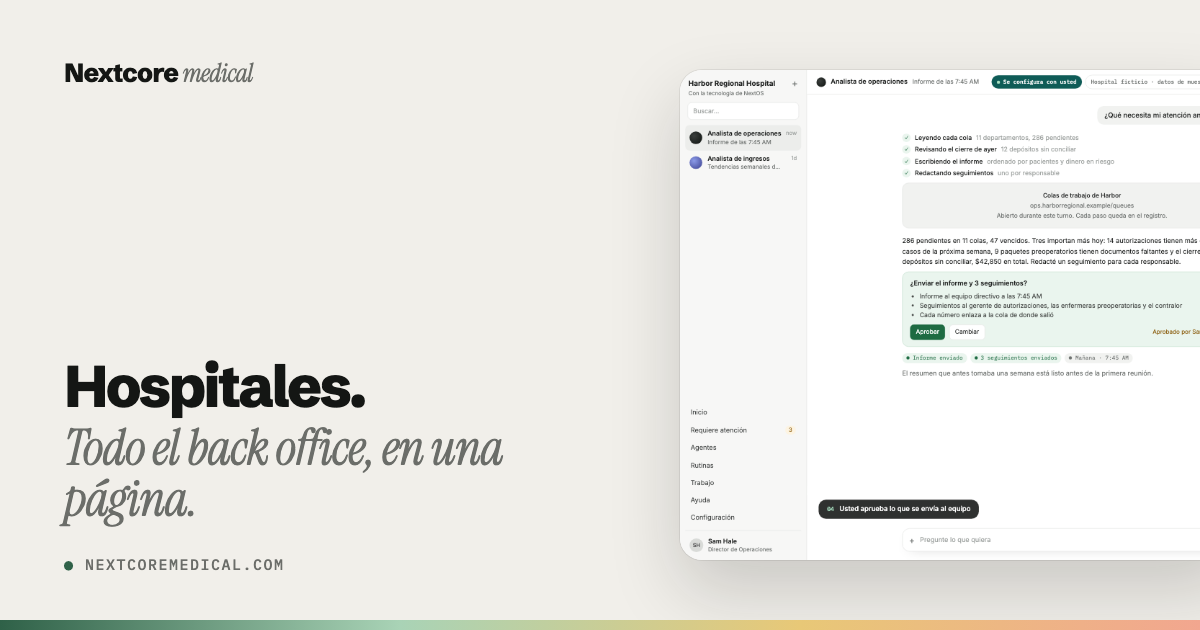 Nextcore medical
Hospitales.
Todo el back office, en una
página.
NEXTCOREMEDICAL.COM
Harbor Regional Hospital +
Con la tecnología de NextOS
Buscar...
Analista de operaciones now
Informe de las 7:45 AM
Analista de ingresos 1d
Tendencias semanales d...
Inicio
Requiere atención 3
Agentes
Rutinas
Trabajo
Ayuda
Configuración
SH Sam Hale
Director de Operaciones
Analista de operaciones Informe de las 7:45 AM Se configura con usted Hospital ficticio · datos de
¿Qué necesita mi atención
Leyendo cada cola 11 departamentos, 286 pendientes
Revisando el cierre de ayer 12 depósitos sin conciliar
Escribiendo el informe ordenado por pacientes y dinero en riesgo
Redactando seguimientos uno por responsable
Colas de trabajo de Harbor
ops.harborregional.example/queues
Abierto durante este turno. Cada paso queda en el registro.
286 pendientes en 11 colas, 47 vencidos. Tres importan más hoy: 14 autorizaciones tienen más
casos de la próxima semana, 9 paquetes preoperatorios tienen documentos faltantes y el cierre
depósitos sin conciliar, $42,850 en total. Redacté un seguimiento para cada responsable.
¿Enviar el informe y 3 seguimientos?
• Informe al equipo directivo a las 7:45 AM
• Seguimientos al gerente de autorizaciones, las enfermeras preoperatorias y el contralor
• Cada número enlaza a la cola de donde salió
Aprobar Cambiar Aprobado por
Informe enviado 3 seguimientos enviados Mañana · 7:45 AM
El resumen que antes tomaba una semana está listo antes de la primera reunión.
04 Usted aprueba lo que se envía al equipo
+ Pregunte lo que quiera